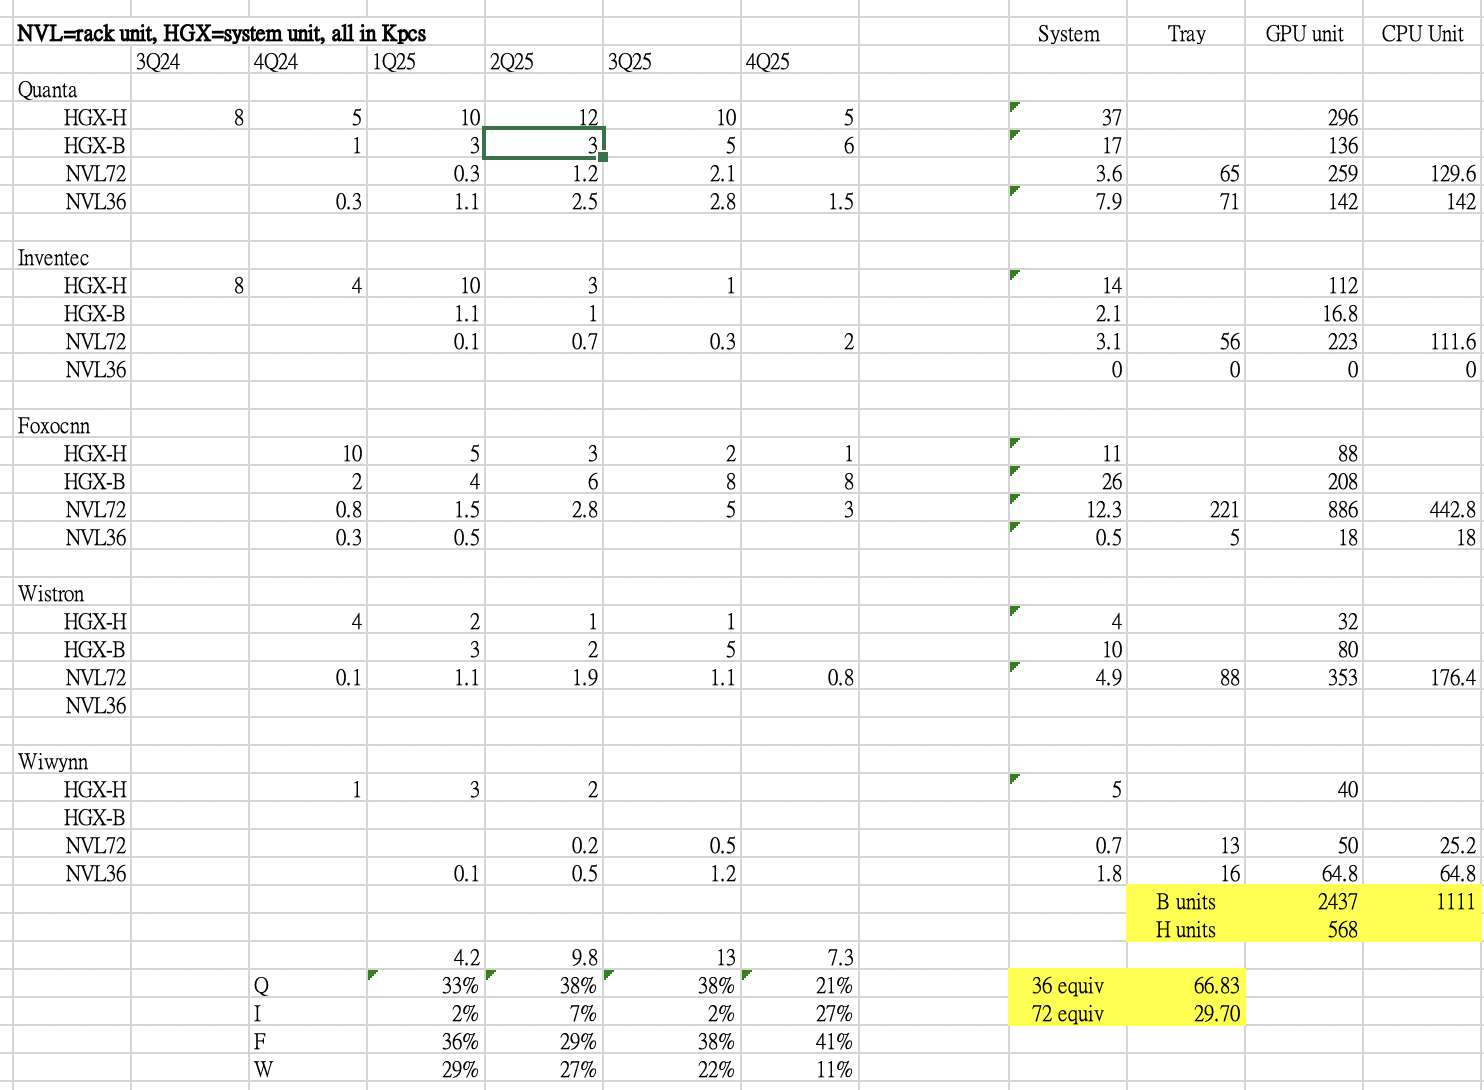 NVL=rack unit, HGX=system unit, all in Kpcs System Tray GPU unit CPU Unit
3Q24 4Q24 1Q25 2Q25 3Q25 4Q25
Quanta
HGX-H 8 5 10 12 10 5 37 296
HGX-B 1 3 3 5 6 17 136
NVL72 0.3 1.2 2.1 3.6 65 259 129.6
NVL36 0.3 1.1 2.5 2.8 1.5 7.9 71 142 142
Inventec
HGX-H 8 4 10 3 1 14 112
HGX-B 1.1 1 2.1 16.8
NVL72 0.1 0.7 0.3 2 3.1 56 223 111.6
NVL36 0 0 0 0
Foxocnn
HGX-H 10 5 3 2 1 11 88
HGX-B 2 4 6 8 8 26 208
NVL72 0.8 1.5 2.8 5 3 12.3 221 886 442.8
NVL36 0.3 0.5 0.5 5 18 18
Wistron
HGX-H 4 2 1 1 4 32
HGX-B 3 2 5 10 80
NVL72 0.1 1.1 1.9 1.1 0.8 4.9 88 353 176.4
NVL36
Wiwynn
HGX-H 1 3 2 5 40
HGX-B
NVL72 0.2 0.5 0.7 13 50 25.2
NVL36 0.1 0.5 1.2 1.8 16 64.8 64.8
B units 2437 1111
H units 568
4.2 9.8 13 7.3
Q 33% 38% 38% 21% 36 equiv 66.83
I 2% 7% 2% 27% 72 equiv 29.70
F 36% 29% 38% 41%
W 29% 27% 22% 11%